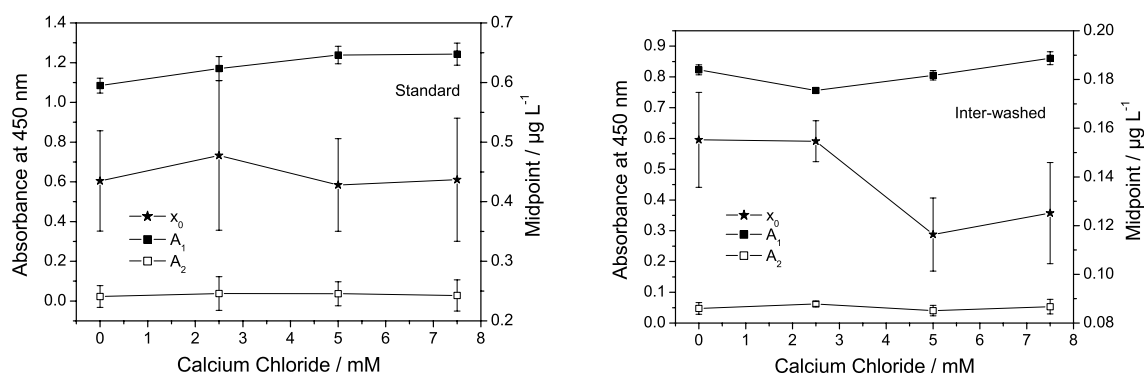 1.4
1.2
1.0
0.8
0.6
0.4
0.2
0.0
Absorbance at 450 nm
0.7
0.6
0.5
0.4
0.3
0.2
Midpoint / µg L⁻¹
Standard
x₀
A₁
A₂
0 1 2 3 4 5 6 7 8
Calcium Chloride / mM
0.9
0.8
0.7
0.6
0.5
0.4
0.3
0.2
0.1
0.0
Absorbance at 450 nm
0.20
0.18
0.16
0.14
0.12
0.10
0.08
Midpoint / µg L⁻¹
Inter-washed
x₀
A₁
A₂
0 1 2 3 4 5 6 7 8
Calcium Chloride / mM